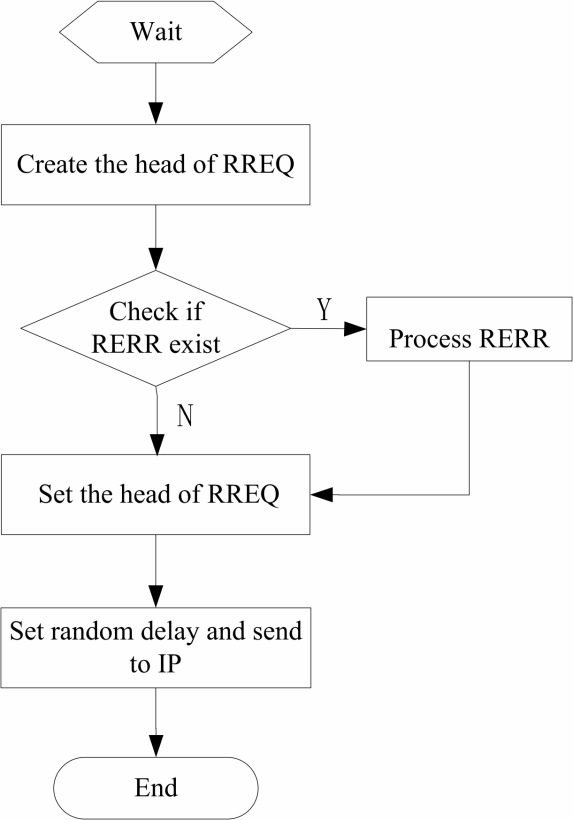 Wait
Create the head of RREQ
Check if
RERR exist
Y
Process RERR
N
Set the head of RREQ
Set random delay and send
to IP
End